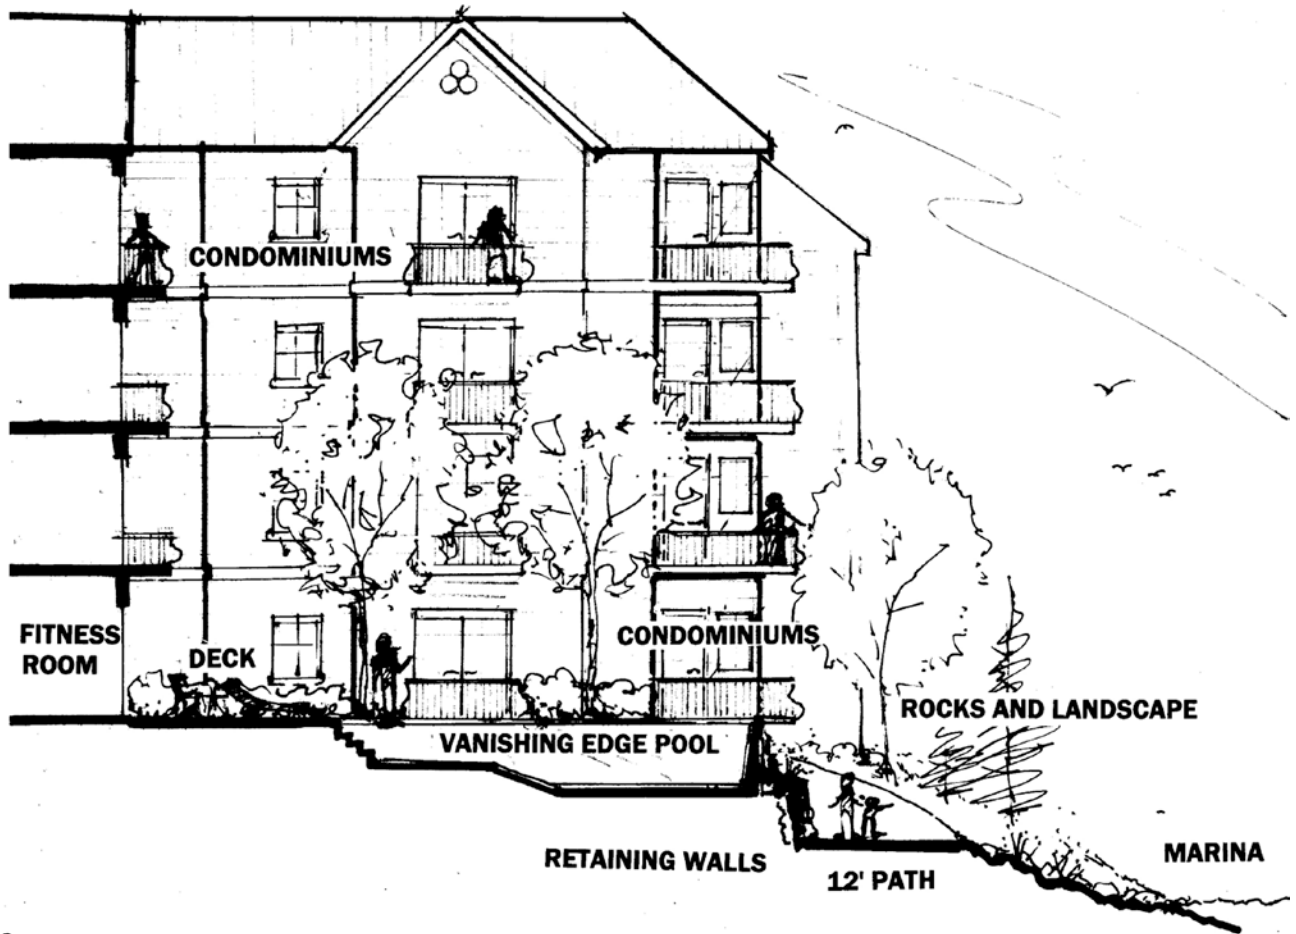 CONDOMINIUMS
FITNESS
ROOM
DECK
CONDOMINIUMS
ROCKS AND LANDSCAPE
VANISHING EDGE POOL
RETAINING WALLS
12' PATH
MARINA